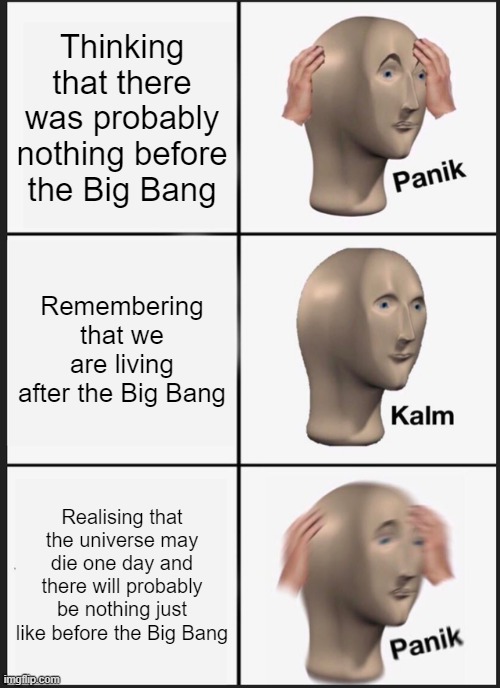 Thinking
that there
was probably
nothing before
the Big Bang
Panik
Remembering
that we
are living
after the Big Bang
Kalm
Realising that
the universe may
die one day and
there will probably
be nothing just
like before the Big Bang
Panik
imgflip.com